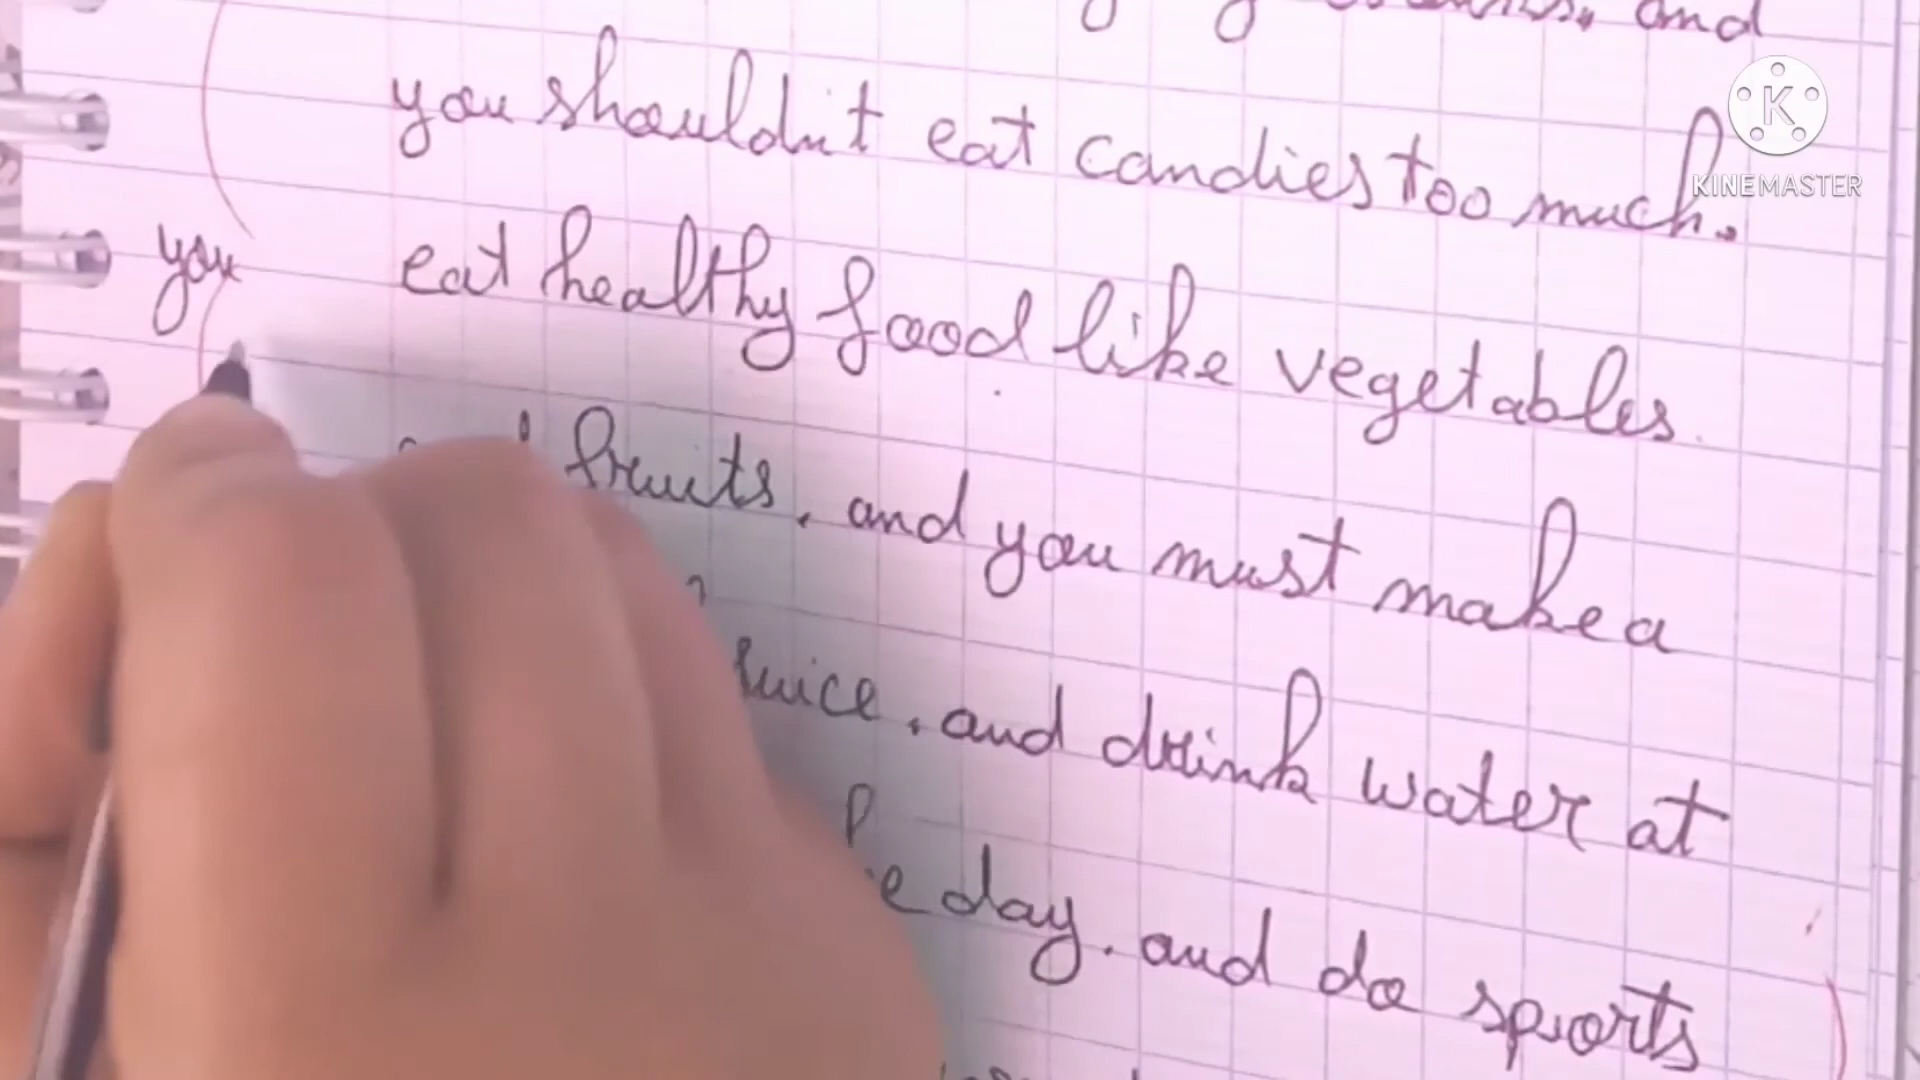 and
you shouldn't eat candies too much.
you eat healthy food like vegetables
fruits, and you must make a
and drink water at
day. and do sports
KINEMASTER